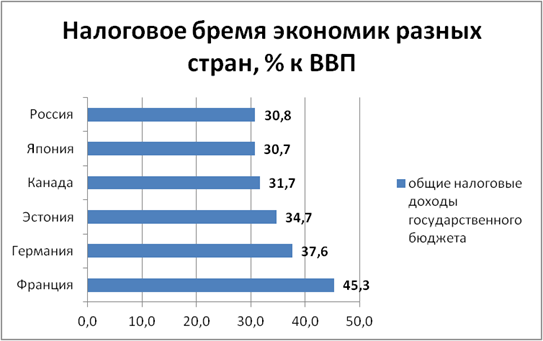 Налоговое бремя экономик разных
стран, % к ВВП
Россия 30,8
Япония 30,7
Канада 31,7
Эстония 34,7
Германия 37,6
Франция 45,3
0,0 10,0 20,0 30,0 40,0 50,0
общие налоговые
доходы
государственного
бюджета